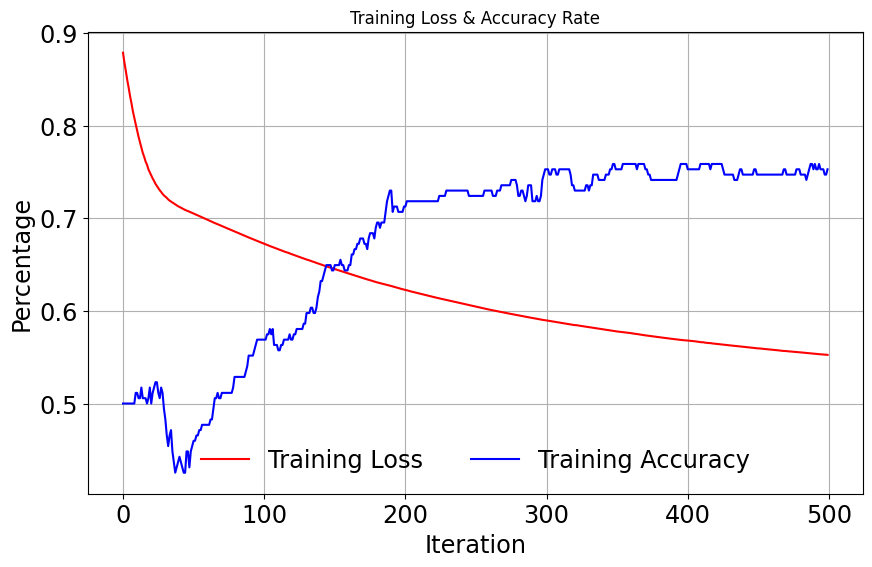 Training Loss & Accuracy Rate
0.9
0.8
0.7
0.6
0.5
Percentage
Training Loss
Training Accuracy
0 100 200 300 400 500
Iteration